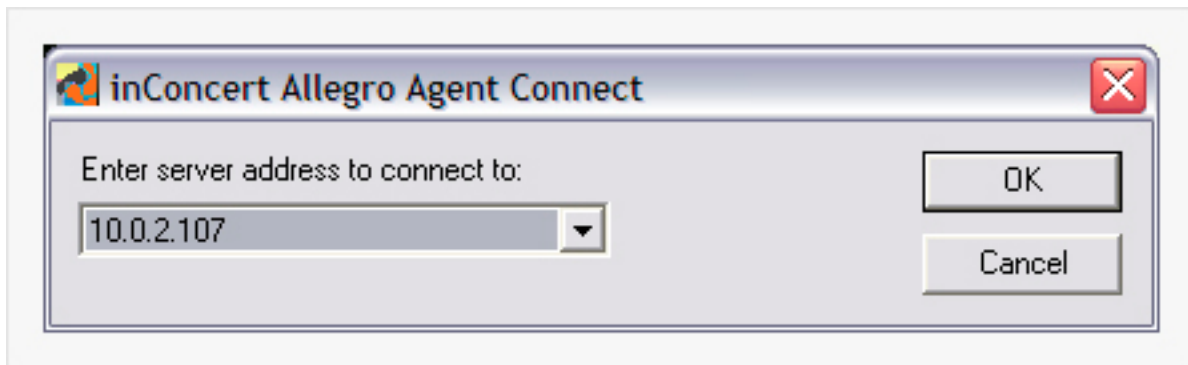 inConcert Allegro Agent Connect
Enter server address to connect to:
10.0.2.107
OK
Cancel